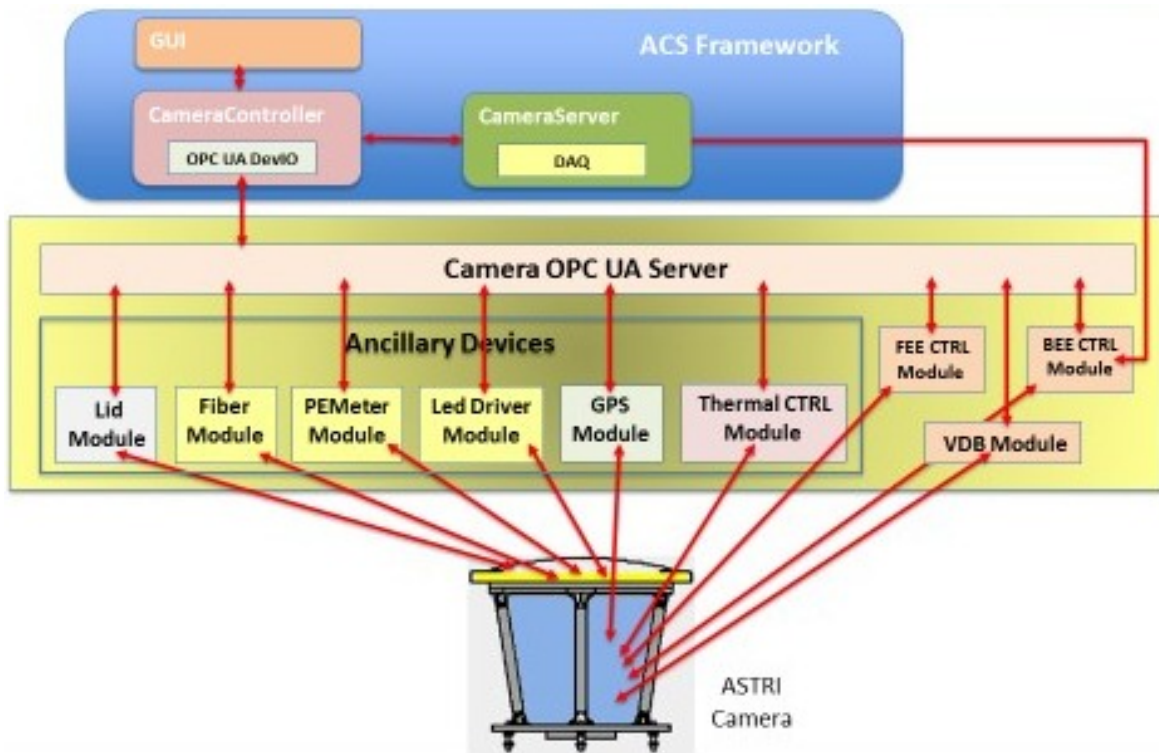 GUI
ACS Framework
CameraController
CameraServer
OPC UA DevIO
DAQ
Camera OPC UA Server
Ancillary Devices
FEE CTRL
Module
BEE CTRL
Module
Lid
Module
Fiber
Module
PEMeter
Module
Led Driver
Module
GPS
Module
Thermal CTRL
Module
VDB Module
ASTRI
Camera